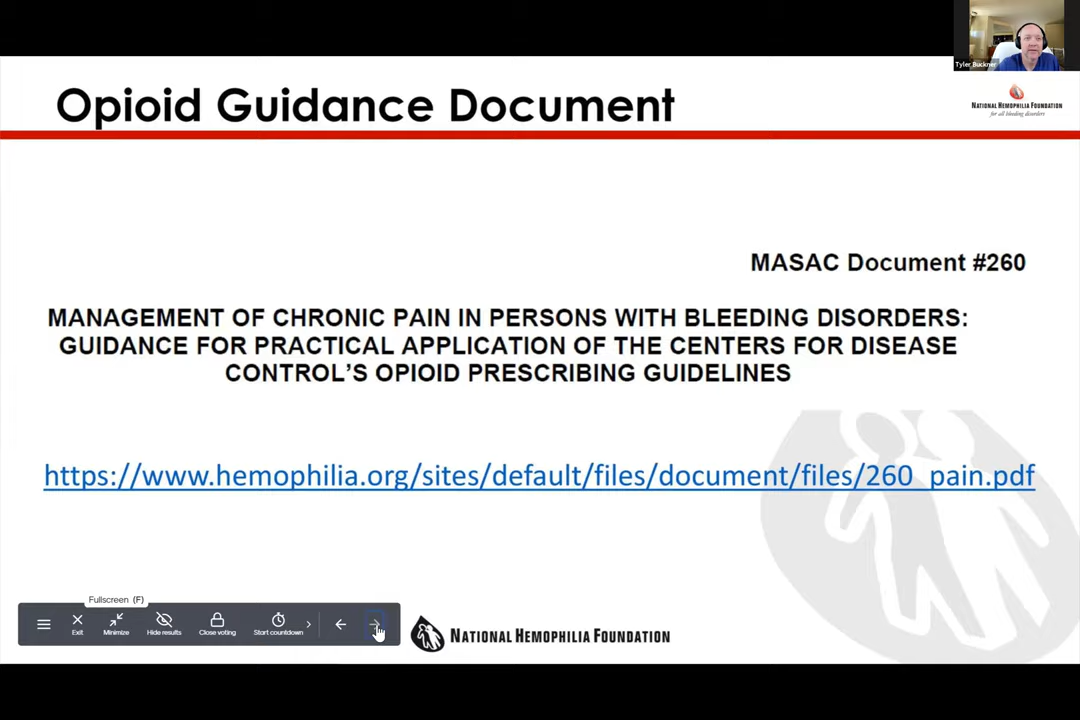 Tyler Buckner
Opioid Guidance Document
NATIONAL HEMOPHILIA FOUNDATION
for all bleeding disorders
MASAC Document #260
MANAGEMENT OF CHRONIC PAIN IN PERSONS WITH BLEEDING DISORDERS:
GUIDANCE FOR PRACTICAL APPLICATION OF THE CENTERS FOR DISEASE
CONTROL’S OPIOID PRESCRIBING GUIDELINES
https://www.hemophilia.org/sites/default/files/document/files/260_pain.pdf
Fullscreen (F)
Exit
Minimize
Hide results
Close voting
Start countdown
NATIONAL HEMOPHILIA FOUNDATION